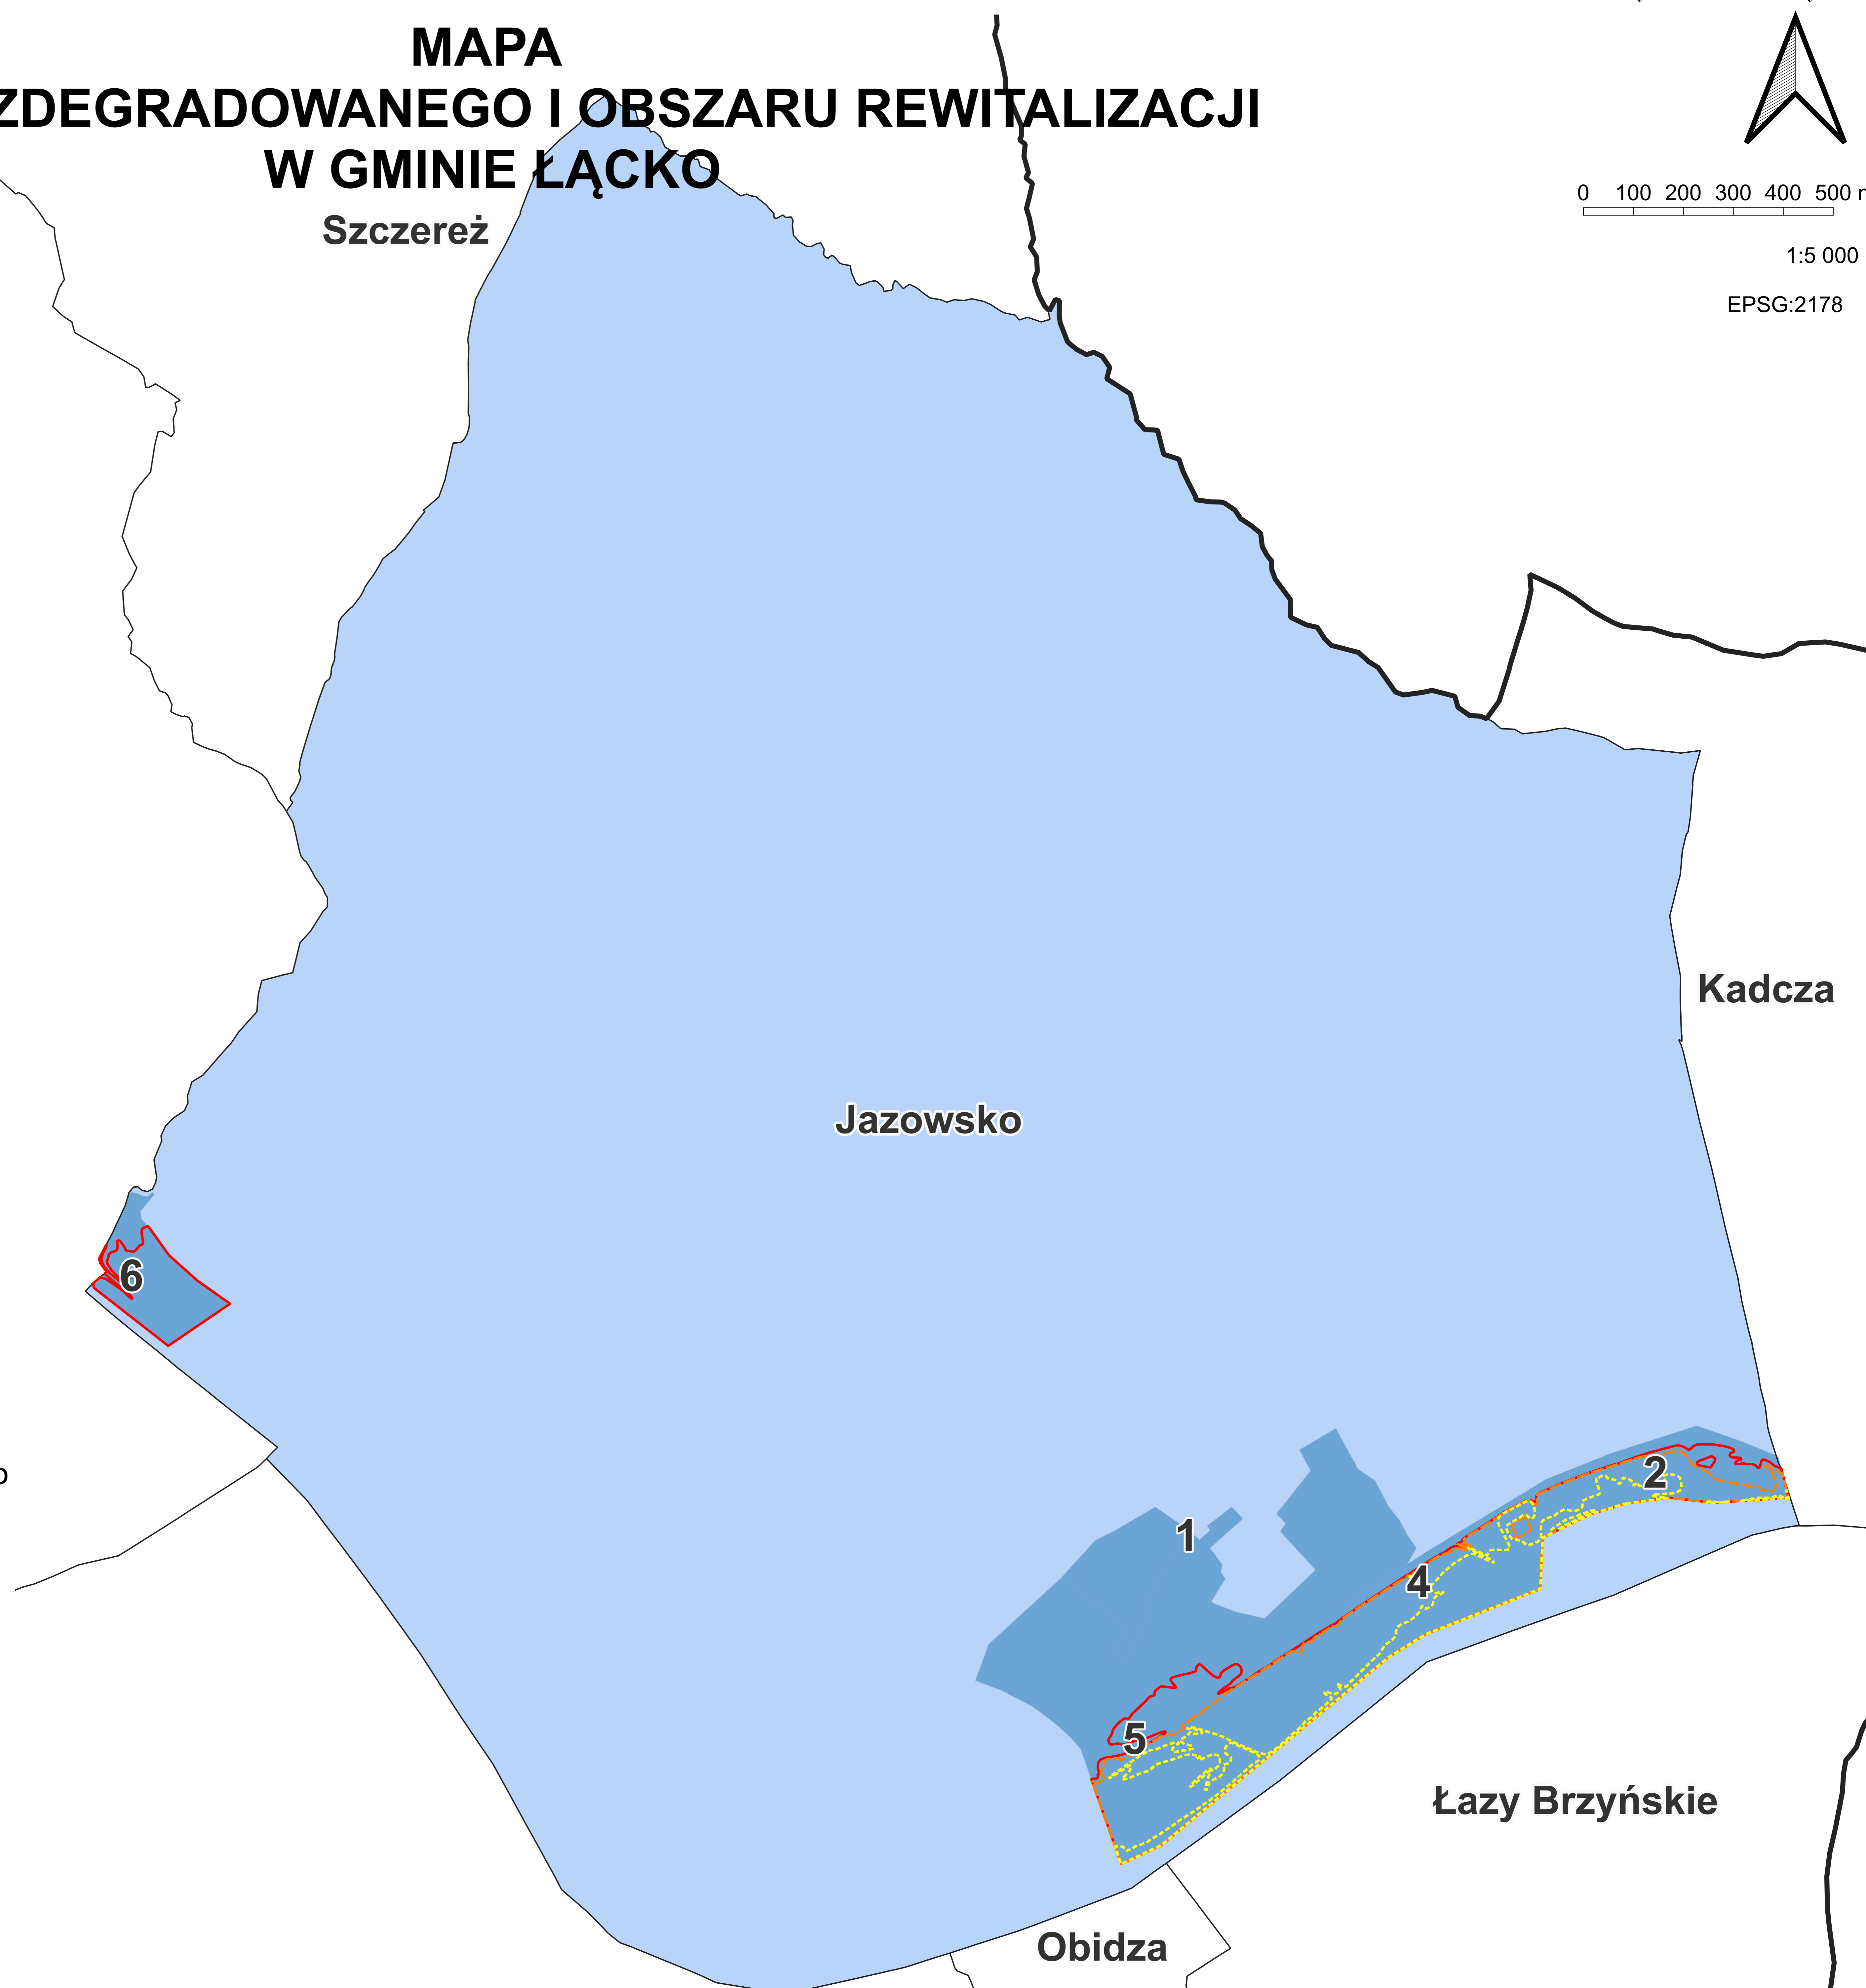 MAPA
ZDEGRADOWANEGO I OBSZARU REWITALIZACJI
W GMINIE ŁĄCKO
Szczereż
0 100 200 300 400 500
1:5 000
EPSG:2178
Kadcza
Jazowsko
6
2
1
4
5
Łazy Brzyńskie
Obidza